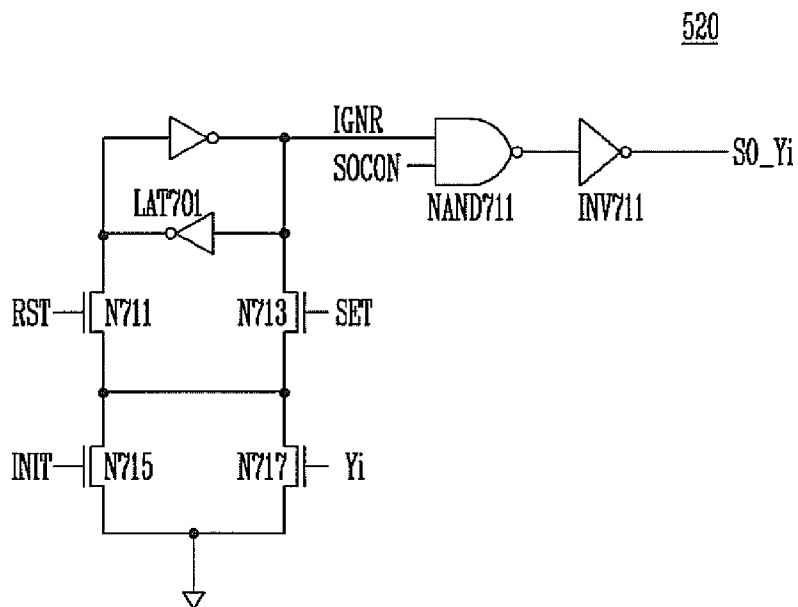 520
IGNR
SOCON
NAND711
INV711
SO_Yi
LAT701
RST
N711
N713
SET
INIT
N715
N717
Yi